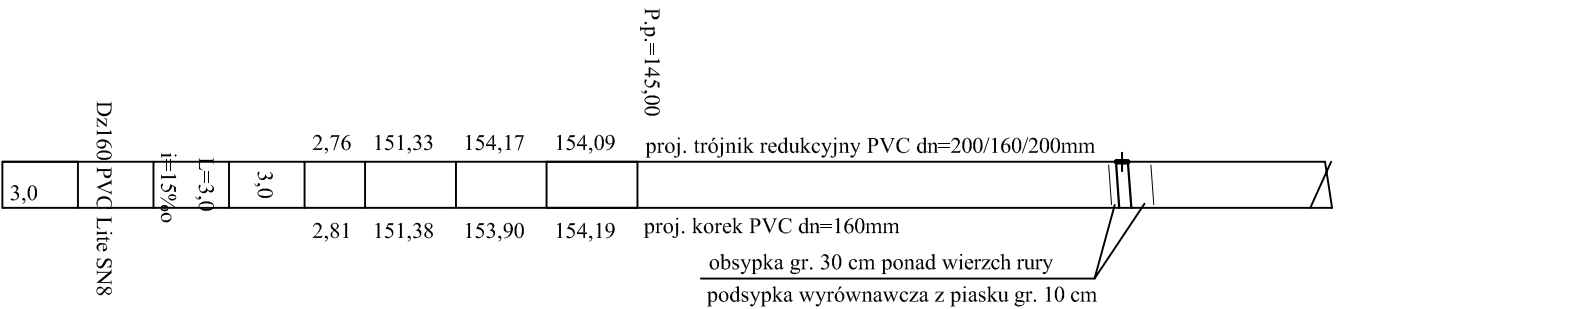 P.p.=145,00
2,76 151,33 154,17 154,09 proj. trójnik redukcyjny PVC dn=200/160/200mm
3,0
Dz160 PVC Lite SN8
i=15‰
L=3,0
3,0
2,81 151,38 153,90 154,19 proj. korek PVC dn=160mm
obsypka gr. 30 cm ponad wierzch rury
podsypka wyrównawcza z piasku gr. 10 cm